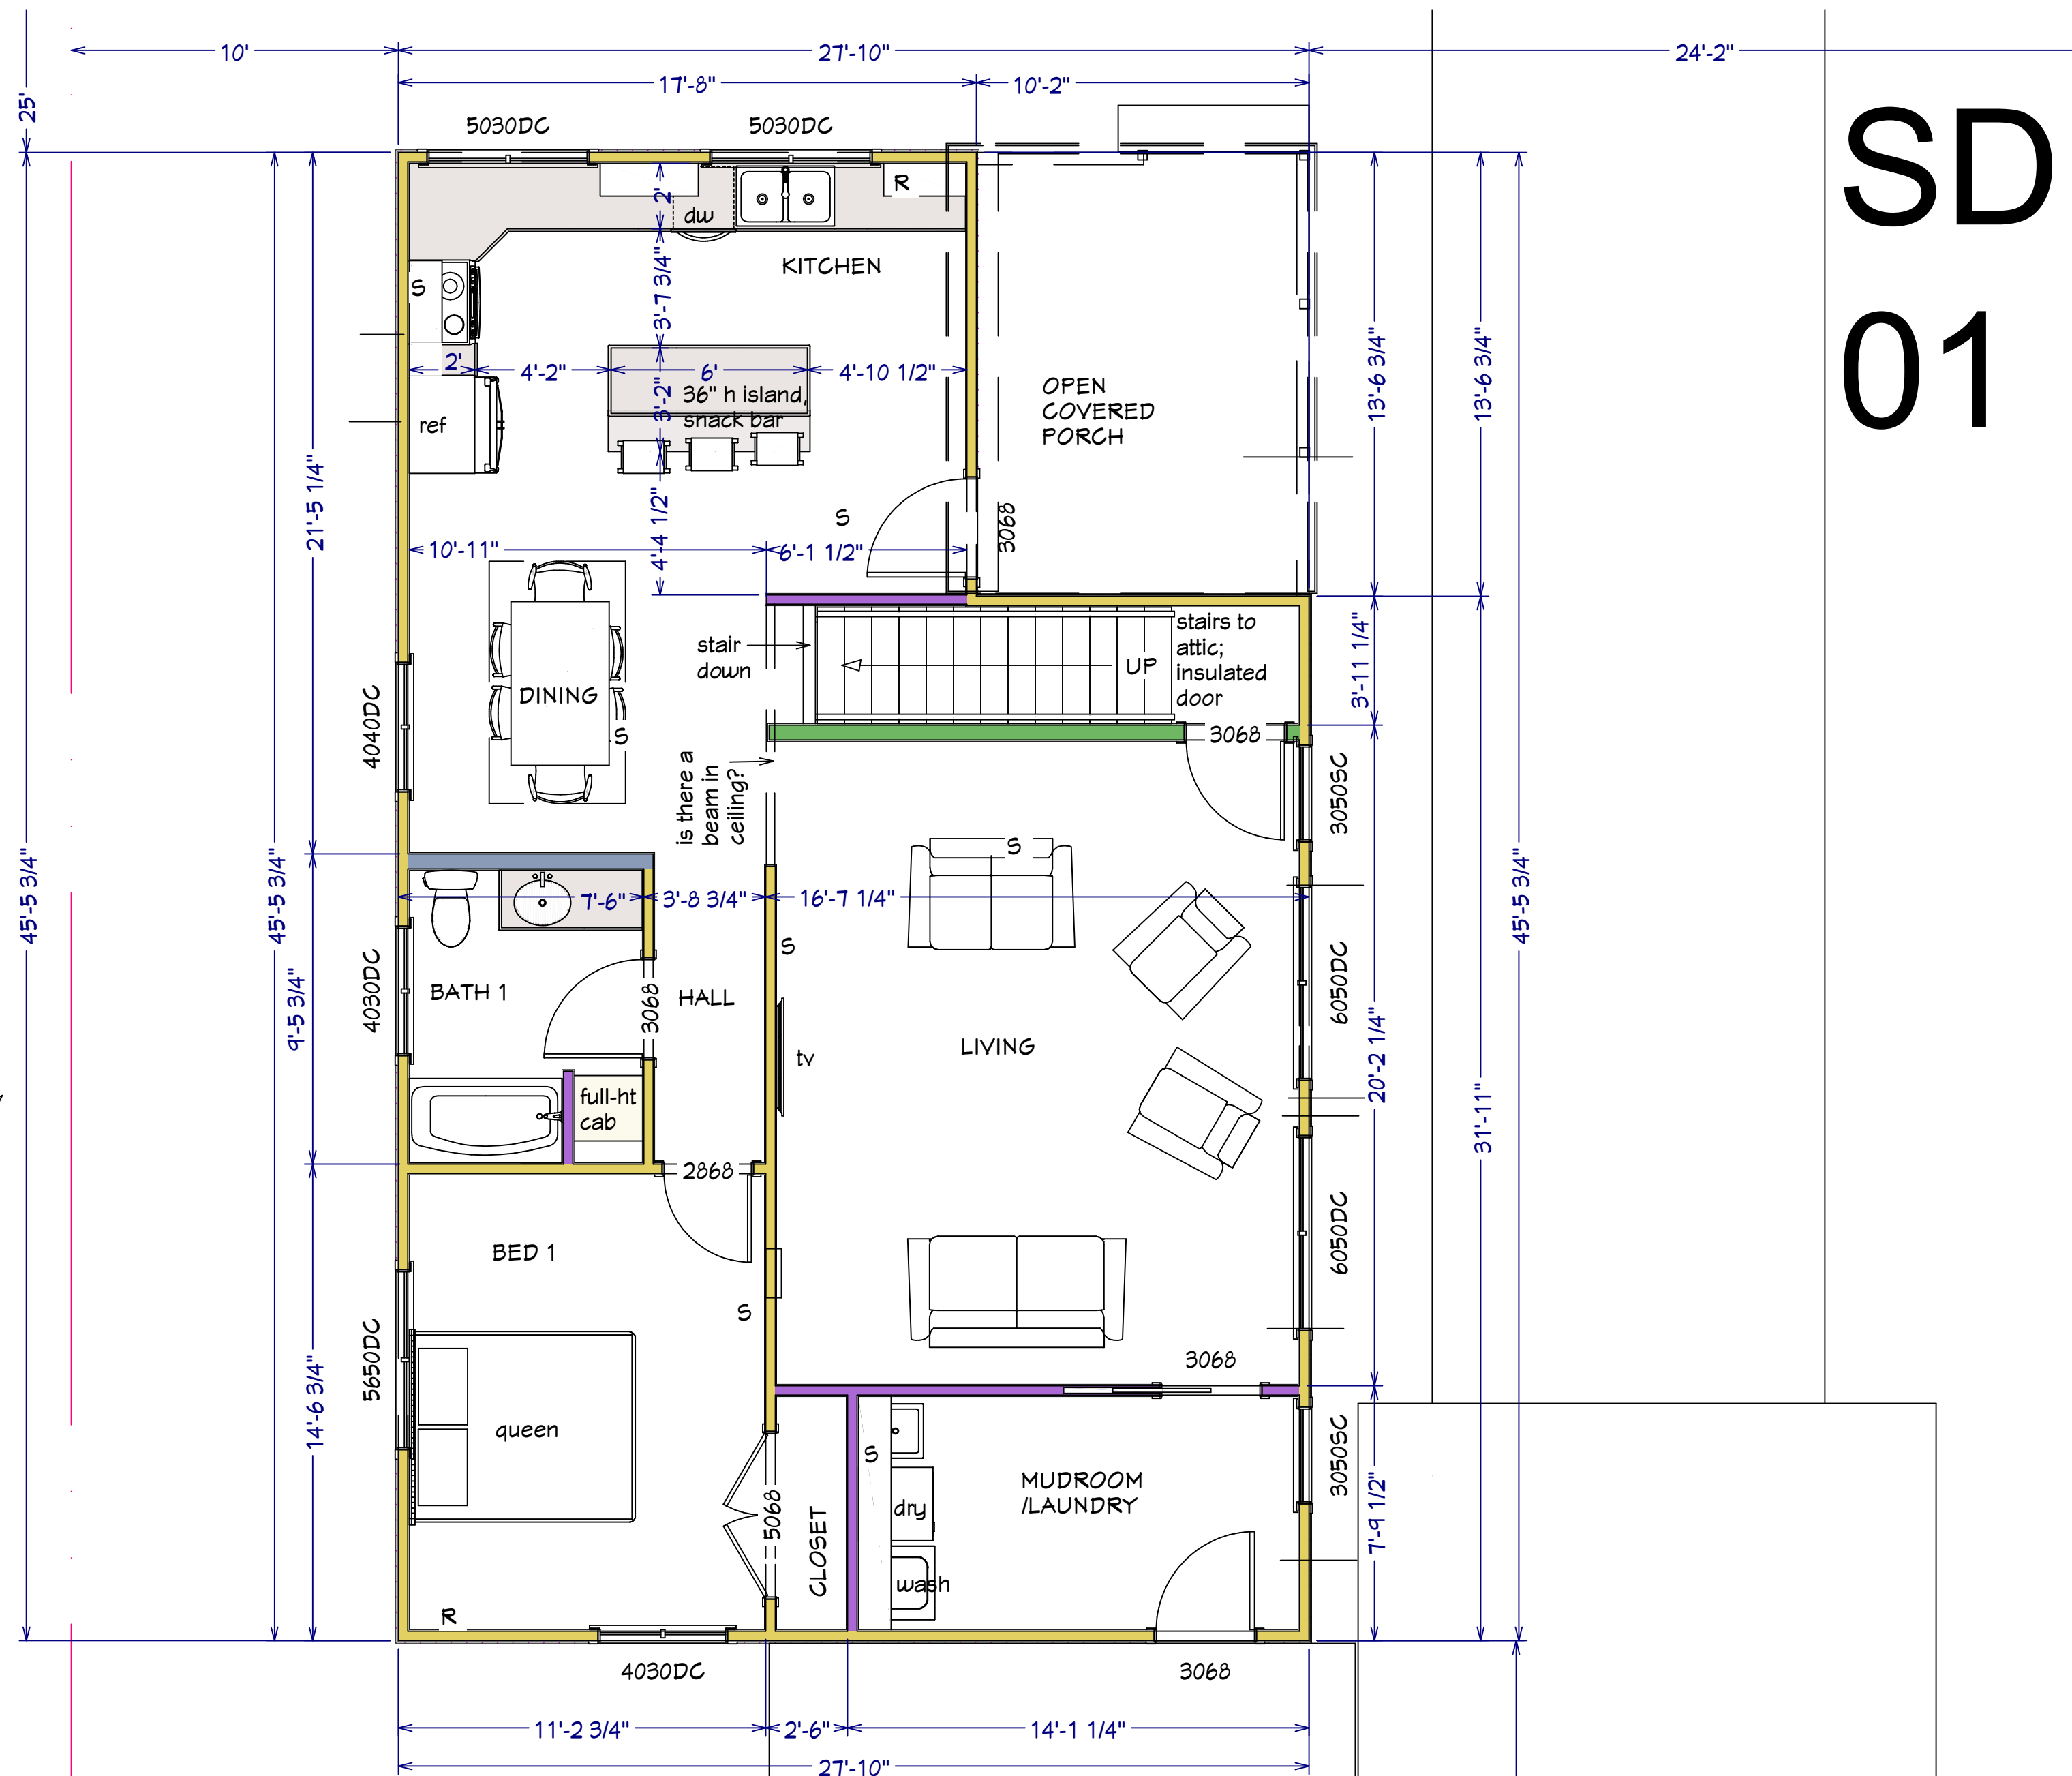 10'
27'-10"
24'-2"
17'-8"
10'-2"
25'
SD
01
5030DC
5030DC
R
2'
dw
KITCHEN
S
3'-7 3/4"
2'
4'-2"
6'
4'-10 1/2"
3'-2"
36" h island,
snack bar
ref
OPEN
COVERED
PORCH
13'-6 3/4"
13'-6 3/4"
21'-5 1/4"
4'-4 1/2"
S
3068
10'-11"
6'-1 1/2"
stair
down
UP
stairs to
attic;
insulated
door
3'-11 1/4"
DINING
S
4040DC
3068
is there a
beam in
ceiling?
3050SC
S
45'-5 3/4"
45'-5 3/4"
45'-5 3/4"
7'-6"
3'-8 3/4"
16'-7 1/4"
S
4030DC
9'-5 3/4"
BATH 1
3068
HALL
6050DC
LIVING
tv
20'-2 1/4"
31'-11"
full-ht
cab
2868
BED 1
6050DC
S
5650DC
14'-6 3/4"
3068
queen
S
MUDROOM
/LAUNDRY
3050SC
dry
5068
CLOSET
7'-9 1/2"
wash
R
4030DC
3068
11'-2 3/4"
2'-6"
14'-1 1/4"
27'-10"